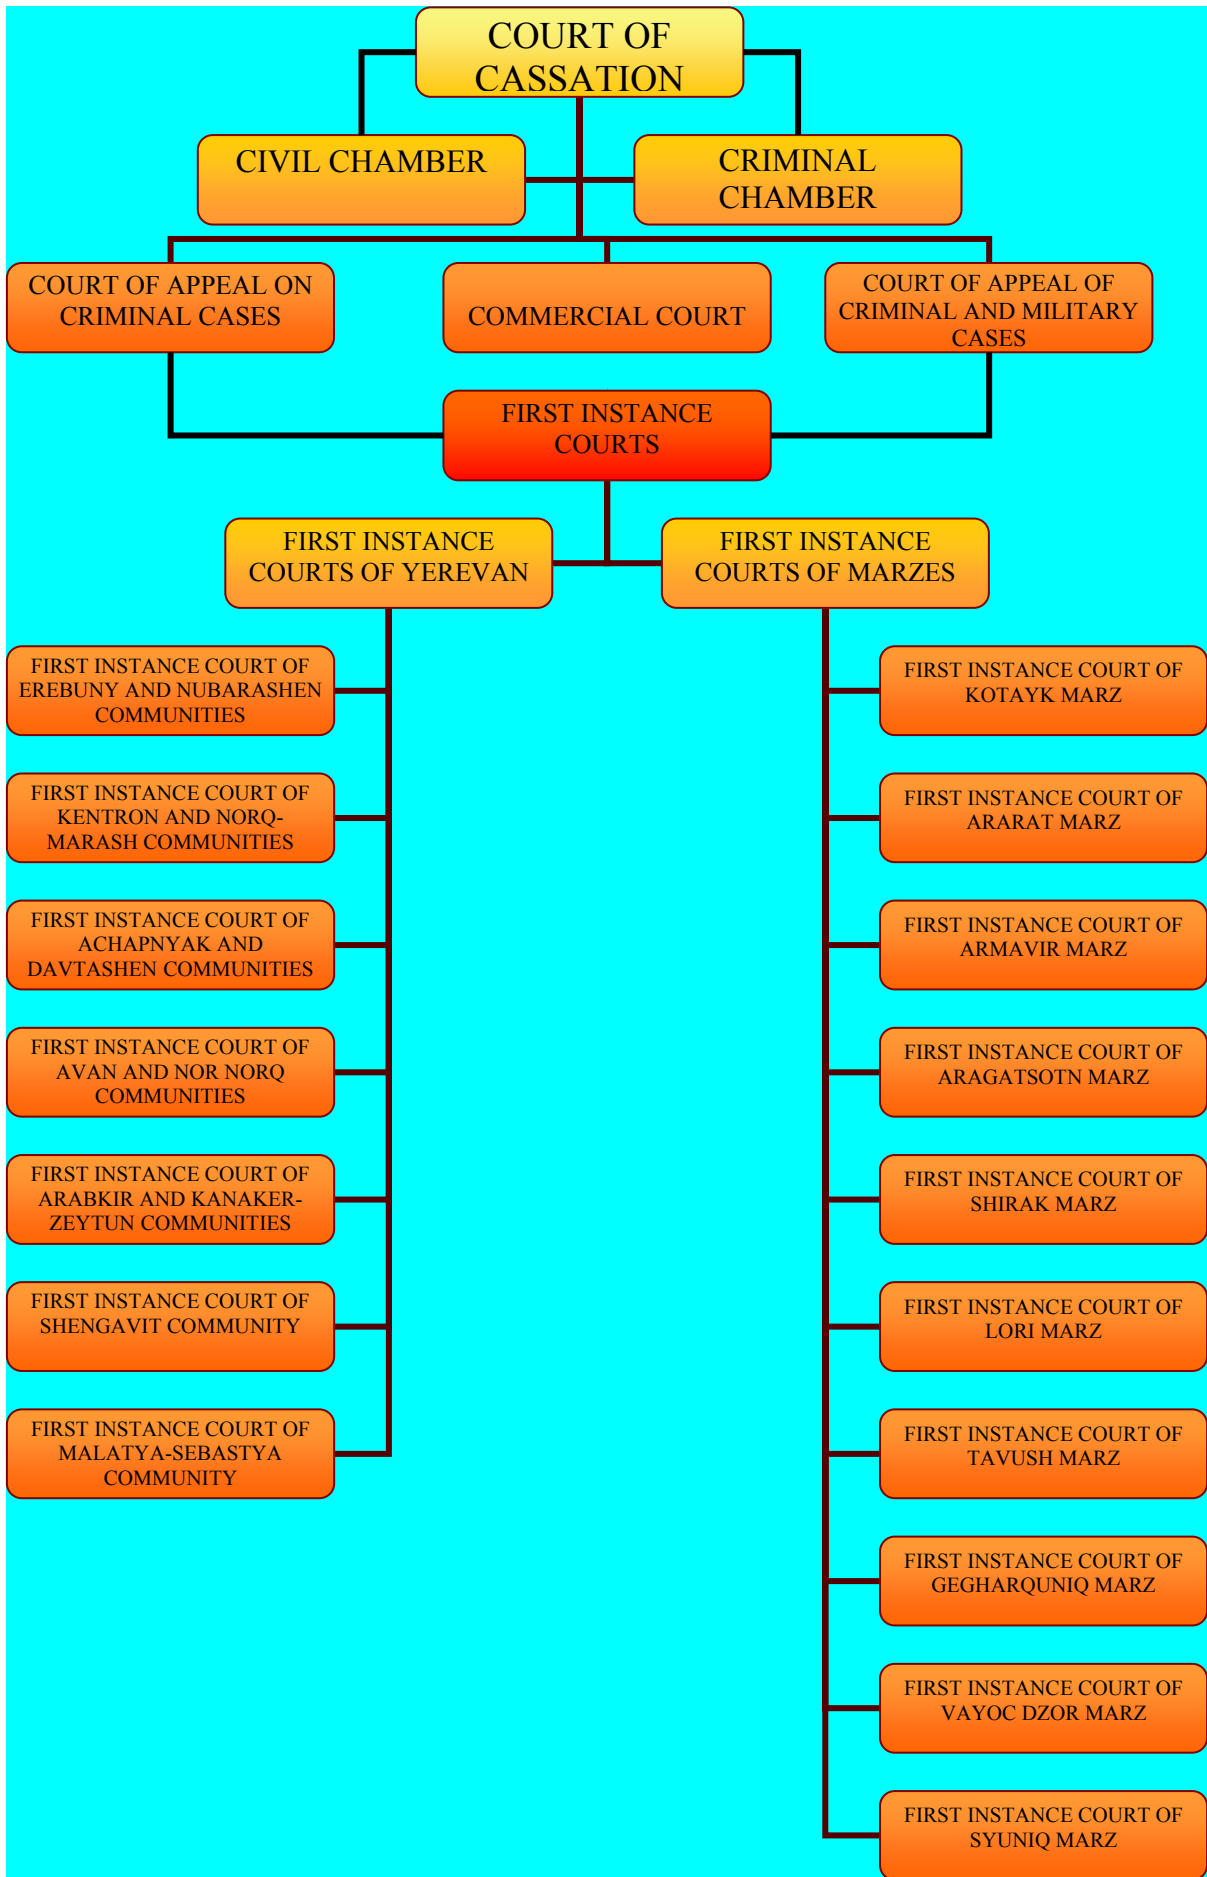 COURT OF
CASSATION
CIVIL CHAMBER
CRIMINAL
CHAMBER
COURT OF APPEAL ON
CRIMINAL CASES
COMMERCIAL COURT
COURT OF APPEAL OF
CRIMINAL AND MILITARY
CASES
FIRST INSTANCE
COURTS
FIRST INSTANCE
COURTS OF YEREVAN
FIRST INSTANCE
COURTS OF MARZES
FIRST INSTANCE COURT OF
EREBUNY AND NUBARASHEN
COMMUNITIES
FIRST INSTANCE COURT OF
KENTRON AND NORQ-
MARASH COMMUNITIES
FIRST INSTANCE COURT OF
ACHAPNYAK AND
DAVTASHEN COMMUNITIES
FIRST INSTANCE COURT OF
AVAN AND NOR NORQ
COMMUNITIES
FIRST INSTANCE COURT OF
ARABKIR AND KANAKER-
ZEYTUN COMMUNITIES
FIRST INSTANCE COURT OF
SHENGAVIT COMMUNITY
FIRST INSTANCE COURT OF
MALATYA-SEBASTYA
COMMUNITY
FIRST INSTANCE COURT OF
KOTAYK MARZ
FIRST INSTANCE COURT OF
ARARAT MARZ
FIRST INSTANCE COURT OF
ARMAVIR MARZ
FIRST INSTANCE COURT OF
ARAGATSOTN MARZ
FIRST INSTANCE COURT OF
SHIRAK MARZ
FIRST INSTANCE COURT OF
LORI MARZ
FIRST INSTANCE COURT OF
TAVUSH MARZ
FIRST INSTANCE COURT OF
GEGHARQUNIQ MARZ
FIRST INSTANCE COURT OF
VAYOC DZOR MARZ
FIRST INSTANCE COURT OF
SYUNIQ MARZ